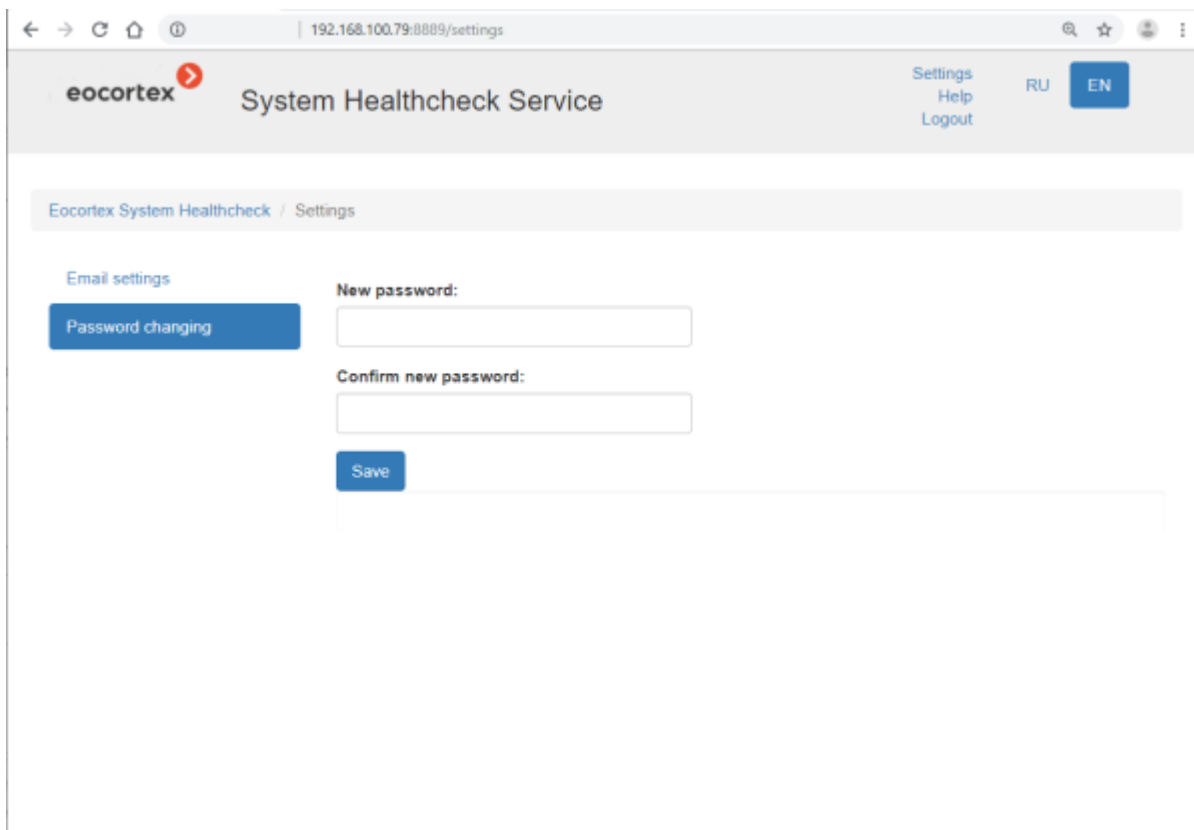 192.168.100.79:8889/settings
eocortex
System Healthcheck Service
Settings
Help
Logout
RU
EN
Eocortex System Healthcheck / Settings
Email settings
Password changing
New password:
Confirm new password:
Save